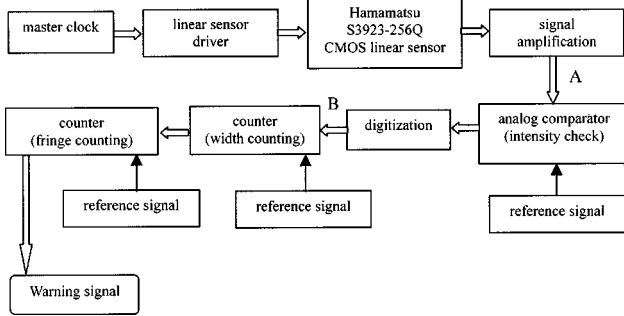 master clock
linear sensor
driver
Hamamatsu
S3923-256Q
CMOS linear sensor
signal
amplification
A
B
counter
(fringe counting)
counter
(width counting)
digitization
analog comparator
(intensity check)
reference signal
reference signal
reference signal
Warning signal